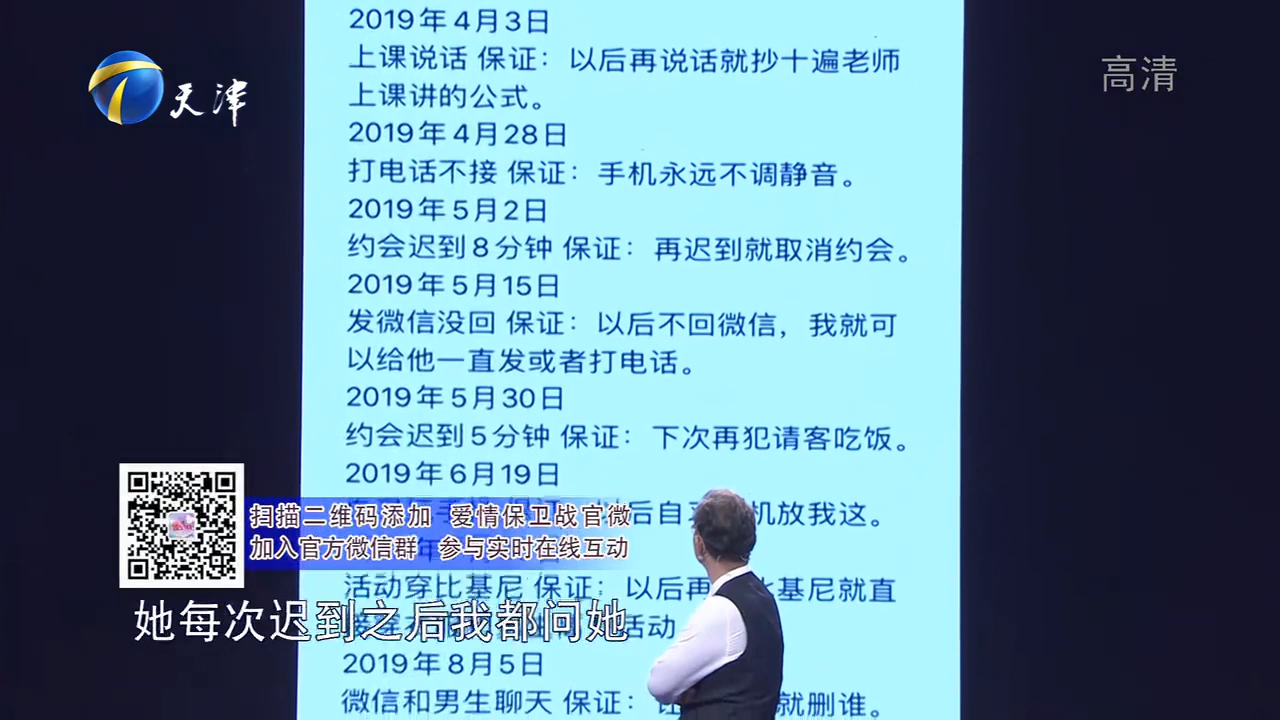 天津
高清
2019年4月3日
上课说话 保证：以后再说话就抄十遍老师
上课讲的公式。
2019年4月28日
打电话不接 保证：手机永远不调静音。
2019年5月2日
约会迟到8分钟 保证：再迟到就取消约会。
2019年5月15日
发微信没回 保证：以后不回微信，我就可
以给他一直发或者打电话。
2019年5月30日
约会迟到5分钟 保证：下次再犯请客吃饭。
2019年6月19日
后自 机放我这。
扫描二维码添加 爱情保卫战官微
加入官方微信群 参与实时在线互动
活动穿比基尼 保证：以后再 比基尼就直
活动
她每次迟到之后我都问她
2019年8月5日
微信和男生聊天 保证： 就删谁。